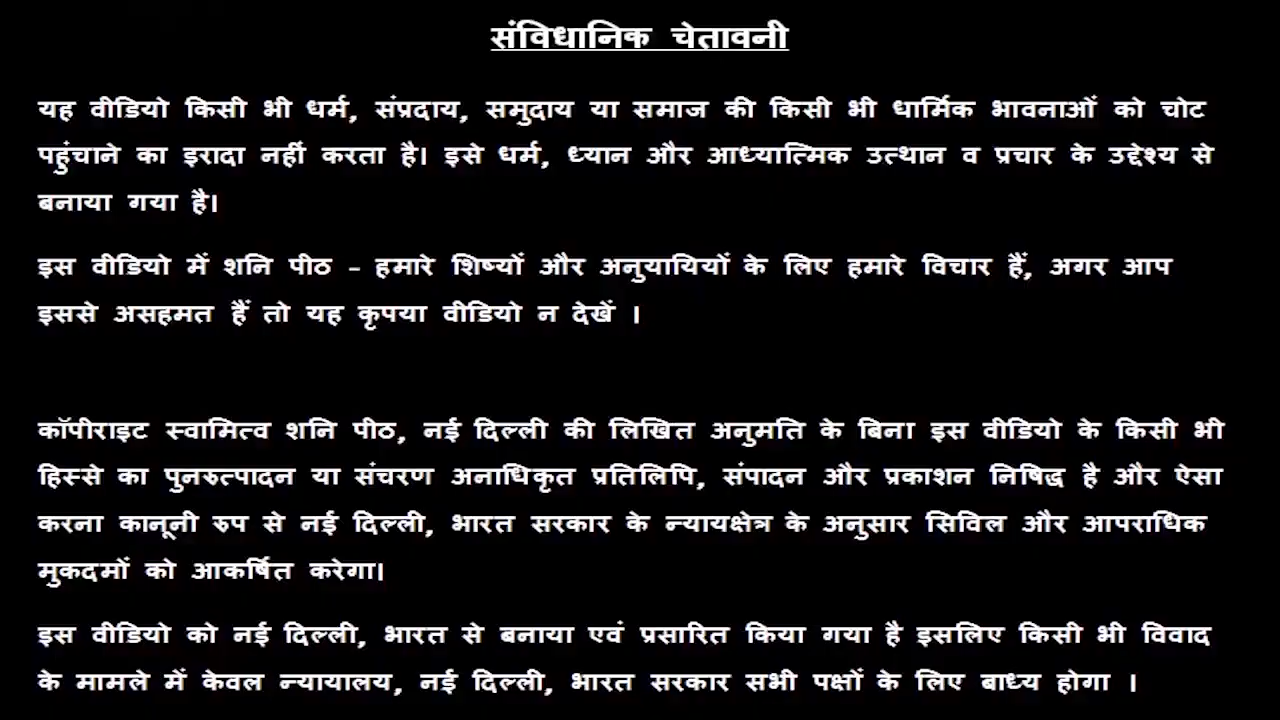 संविधानिक चेतावनी
यह वीडियो किसी भी धर्म, संप्रदाय, समुदाय या समाज की किसी भी धार्मिक भावनाओं को चोट
पहुंचाने का इरादा नहीं करता है। इसे धर्म, ध्यान और आध्यात्मिक उत्थान व प्रचार के उद्देश्य से
बनाया गया है।
इस वीडियो में शनि पीठ – हमारे शिष्यों और अनुयायियों के लिए हमारे विचार हैं, अगर आप
इससे असहमत हैं तो यह कृपया वीडियो न देखें ।
कॉपीराइट स्वामित्व शनि पीठ, नई दिल्ली की लिखित अनुमति के बिना इस वीडियो के किसी भी
हिस्से का पुनरुत्पादन या संचरण अनाधिकृत प्रतिलिपि, संपादन और प्रकाशन निषिद्ध है और ऐसा
करना कानूनी रुप से नई दिल्ली, भारत सरकार के न्यायक्षेत्र के अनुसार सिविल और आपराधिक
मुकदमों को आकर्षित करेगा।
इस वीडियो को नई दिल्ली, भारत से बनाया एवं प्रसारित किया गया है इसलिए किसी भी विवाद
के मामले में केवल न्यायालय, नई दिल्ली, भारत सरकार सभी पक्षों के लिए बाध्य होगा ।